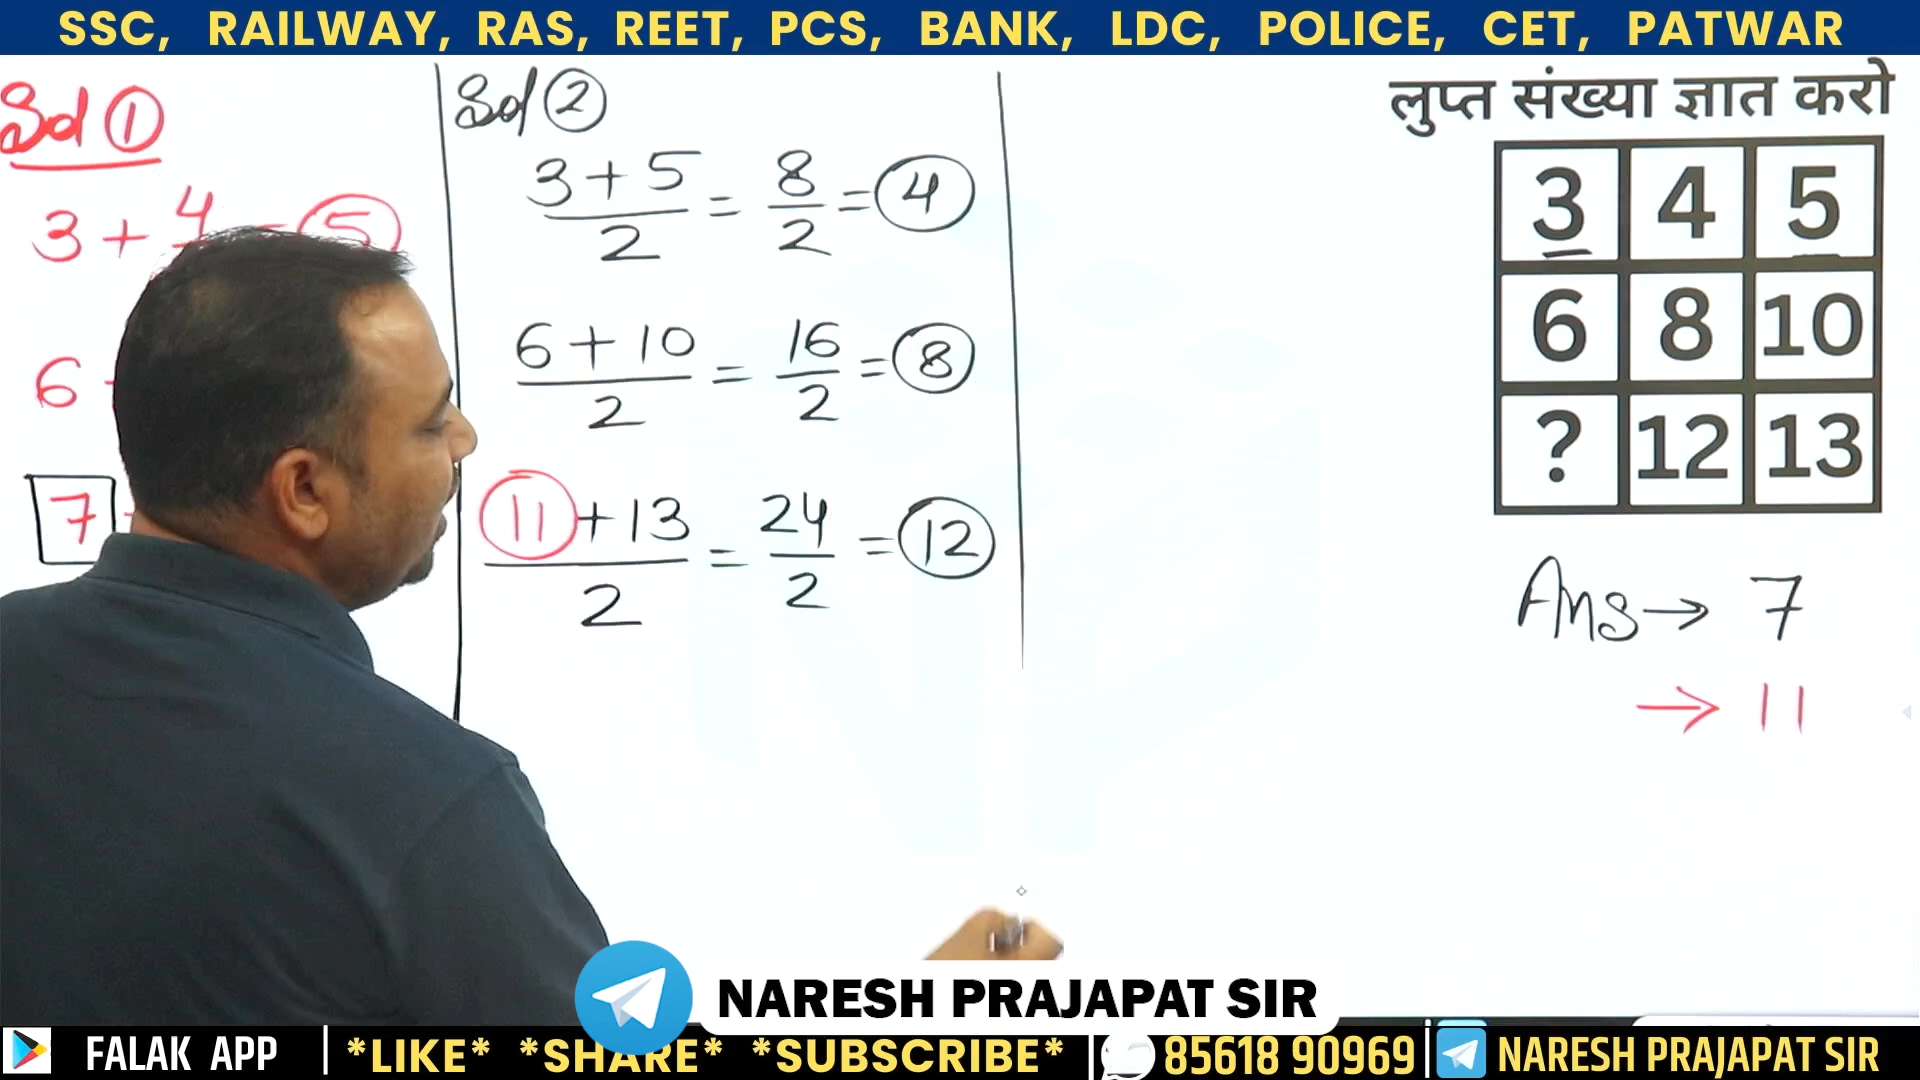 SSC, RAILWAY, RAS, REET, PCS, BANK, LDC, POLICE, CET, PATWAR
Sol ①
3 + 4 = 5
6
7
Sol ②
3 + 5 / 2 = 8 / 2 = 4
6 + 10 / 2 = 16 / 2 = 8
11 + 13 / 2 = 24 / 2 = 12
लुप्त संख्या ज्ञात करो
3 4 5
6 8 10
? 12 13
Ans → 7
→ 11
NARESH PRAJAPAT SIR
FALAK APP
*LIKE* *SHARE* *SUBSCRIBE*
85618 90969
NARESH PRAJAPAT SIR